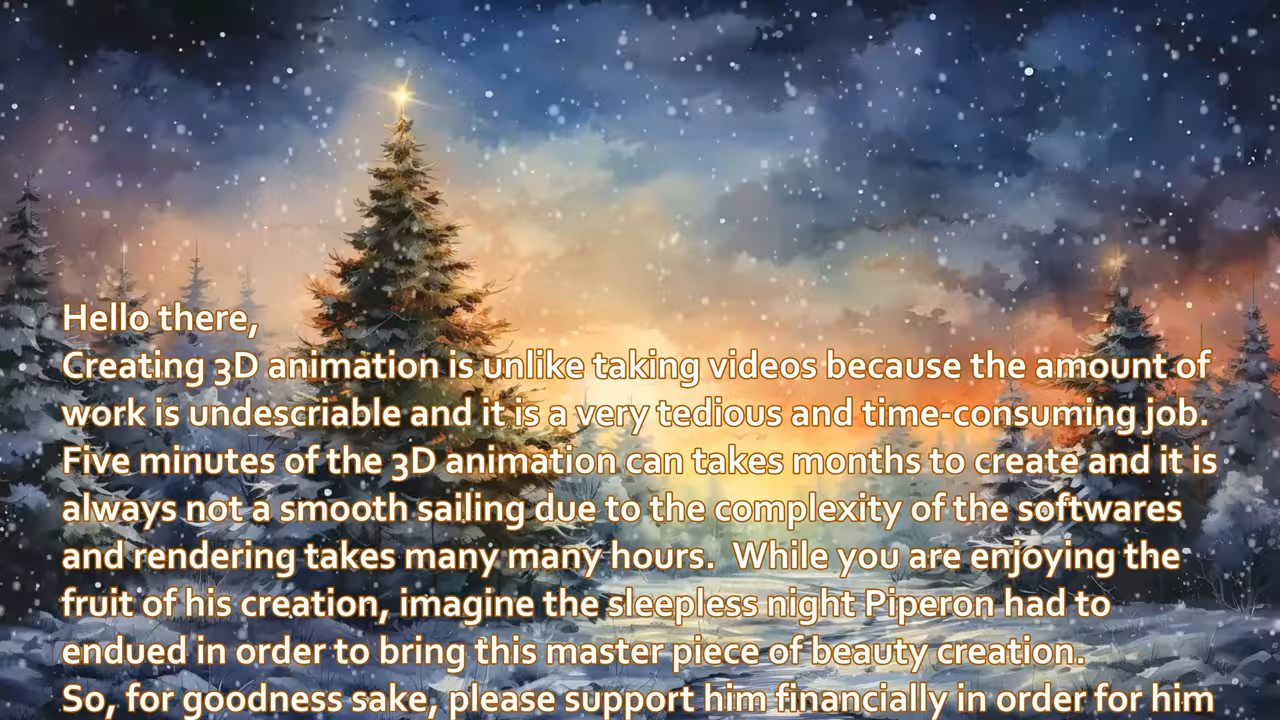 Hello there,
Creating 3D animation is unlike taking videos because the amount of
work is undescriable and it is a very tedious and time-consuming job.
Five minutes of the 3D animation can takes months to create and it is
always not a smooth sailing due to the complexity of the softwares
and rendering takes many many hours.  While you are enjoying the
fruit of his creation, imagine the sleepless night Piperon had to
endued in order to bring this master piece of beauty creation.
So, for goodness sake, please support him financially in order for him